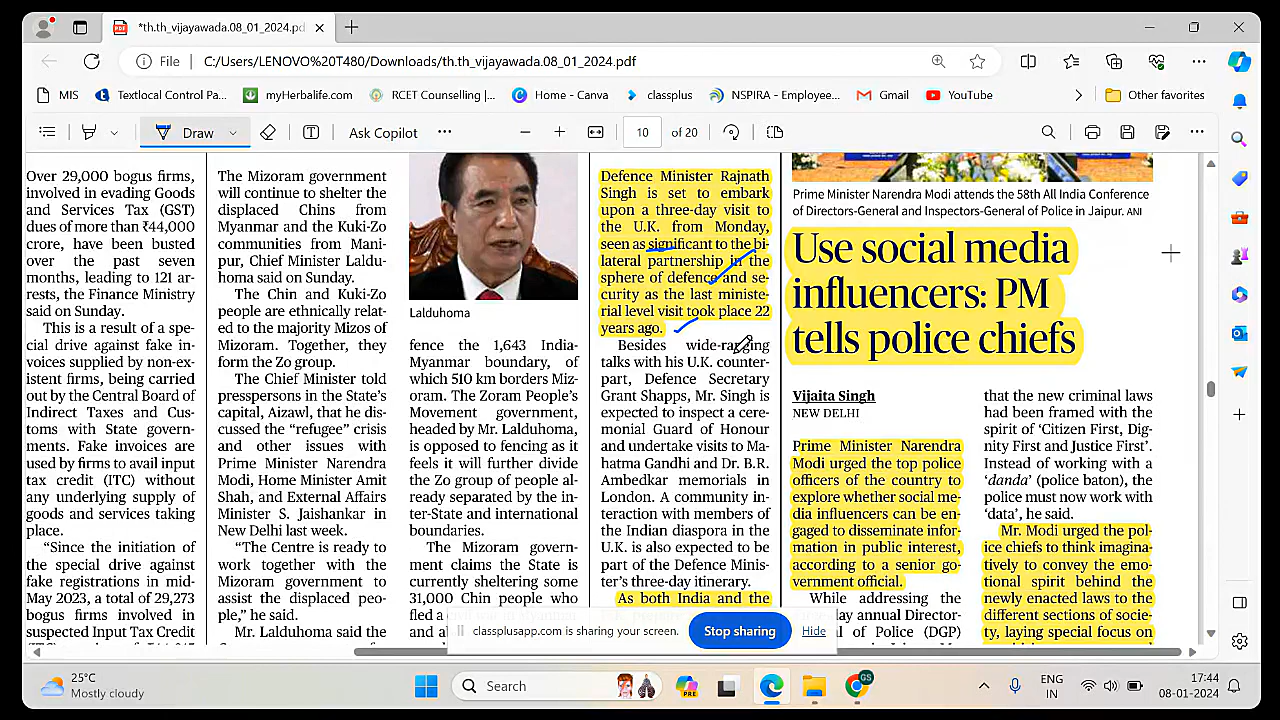 *th.th_vijayawada.08_01_2024.pd
File
C:/Users/LENOVO%20T480/Downloads/th.th_vijayawada.08_01_2024.pdf
MIS
Textlocal Control Pa...
myHerbalife.com
RCET Counselling |...
Home - Canva
classplus
NSPIRA - Employee...
Gmail
YouTube
Other favorites
Draw
Ask Copilot
10
of 20
Over 29,000 bogus firms,
involved in evading Goods
and Services Tax (GST)
dues of more than ₹44,000
crore, have been busted
over the past seven
months, leading to 121 ar-
rests, the Finance Ministry
said on Sunday.
This is a result of a spe-
cial drive against fake in-
voices supplied by non-ex-
istent firms, being carried
out by the Central Board of
Indirect Taxes and Cus-
toms with State govern-
ments. Fake invoices are
used by firms to avail input
tax credit (ITC) without
any underlying supply of
goods and services taking
place.
"Since the initiation of
the special drive against
fake registrations in mid-
May 2023, a total of 29,273
bogus firms involved in
suspected Input Tax Credit
The Mizoram government
will continue to shelter the
displaced Chins from
Myanmar and the Kuki-Zo
communities from Mani-
pur, Chief Minister Laldu-
homa said on Sunday.
The Chin and Kuki-Zo
people are ethnically relat-
ed to the majority Mizos of
Mizoram. Together, they
form the Zo group.
The Chief Minister told
presspersons in the State's
capital, Aizawl, that he dis-
cussed the "refugee" crisis
and other issues with
Prime Minister Narendra
Modi, Home Minister Amit
Shah, and External Affairs
Minister S. Jaishankar in
New Delhi last week.
"The Centre is ready to
work together with the
Mizoram government to
assist the displaced peo-
ple," he said.
Mr. Lalduhoma said the
Lalduhoma
fence the 1,643 India-
Myanmar boundary, of
which 510 km borders Miz-
oram. The Zoram People's
Movement government,
headed by Mr. Lalduhoma,
is opposed to fencing as it
feels it will further divide
the Zo group of people al-
ready separated by the in-
ter-State and international
boundaries.
The Mizoram govern-
ment claims the State is
currently sheltering some
31,000 Chin people who
Defence Minister Rajnath
Singh is set to embark
upon a three-day visit to
the U.K. from Monday,
seen as significant to the bi-
lateral partnership in the
sphere of defence and se-
curity as the last ministe-
rial level visit took place 22
years ago.
Besides wide-ranging
talks with his U.K. counter-
part, Defence Secretary
Grant Shapps, Mr. Singh is
expected to inspect a cere-
monial Guard of Honour
and undertake visits to Ma-
hatma Gandhi and Dr. B.R.
Ambedkar memorials in
London. A community in-
teraction with members of
the Indian diaspora in the
U.K. is also expected to be
part of the Defence Minis-
ter's three-day itinerary.
As both India and the
Prime Minister Narendra Modi attends the 58th All India Conference
of Directors-General and Inspectors-General of Police in Jaipur. ANI
Use social media
influencers: PM
tells police chiefs
Vijaita Singh
NEW DELHI
Prime Minister Narendra
Modi urged the top police
officers of the country to
explore whether social me-
dia influencers can be en-
gaged to disseminate infor-
mation in public interest,
according to a senior go-
vernment official.
While addressing the
day annual Director-
l of Police (DGP)
that the new criminal laws
had been framed with the
spirit of 'Citizen First, Dig-
nity First and Justice First'.
Instead of working with a
'danda' (police baton), the
police must now work with
'data', he said.
Mr. Modi urged the pol-
ice chiefs to think imagina-
tively to convey the emo-
tional spirit behind the
newly enacted laws to the
different sections of socie-
ty, laying special focus on
classplusapp.com is sharing your screen.
Stop sharing
Hide
25°C
Mostly cloudy
Search
PRE
GS
ENG
IN
17:44
08-01-2024